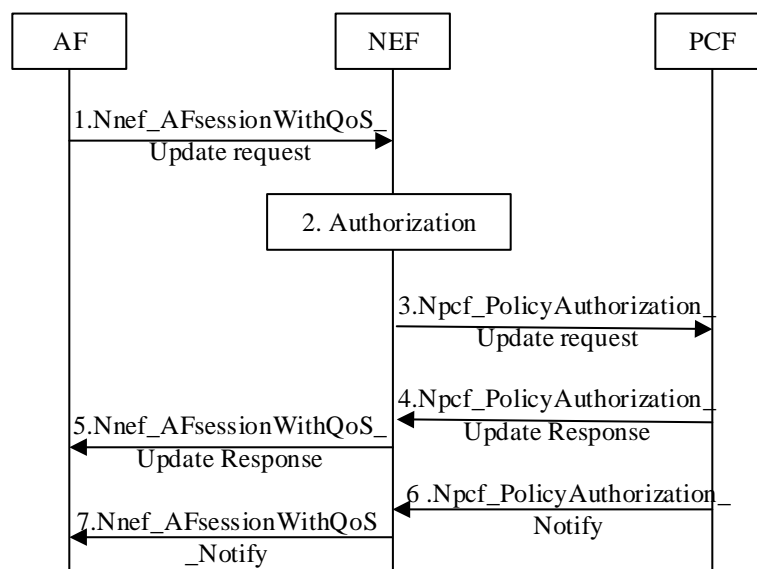 AF
NEF
PCF
1.Nnef_AFsessionWithQoS_
Update request
2. Authorization
3.Npcf_PolicyAuthorization_
Update request
4.Npcf_PolicyAuthorization_
Update Response
5.Nnef_AFsessionWithQoS_
Update Response
6 .Npcf_PolicyAuthorization_
Notify
7.Nnef_AFsessionWithQoS
_Notify